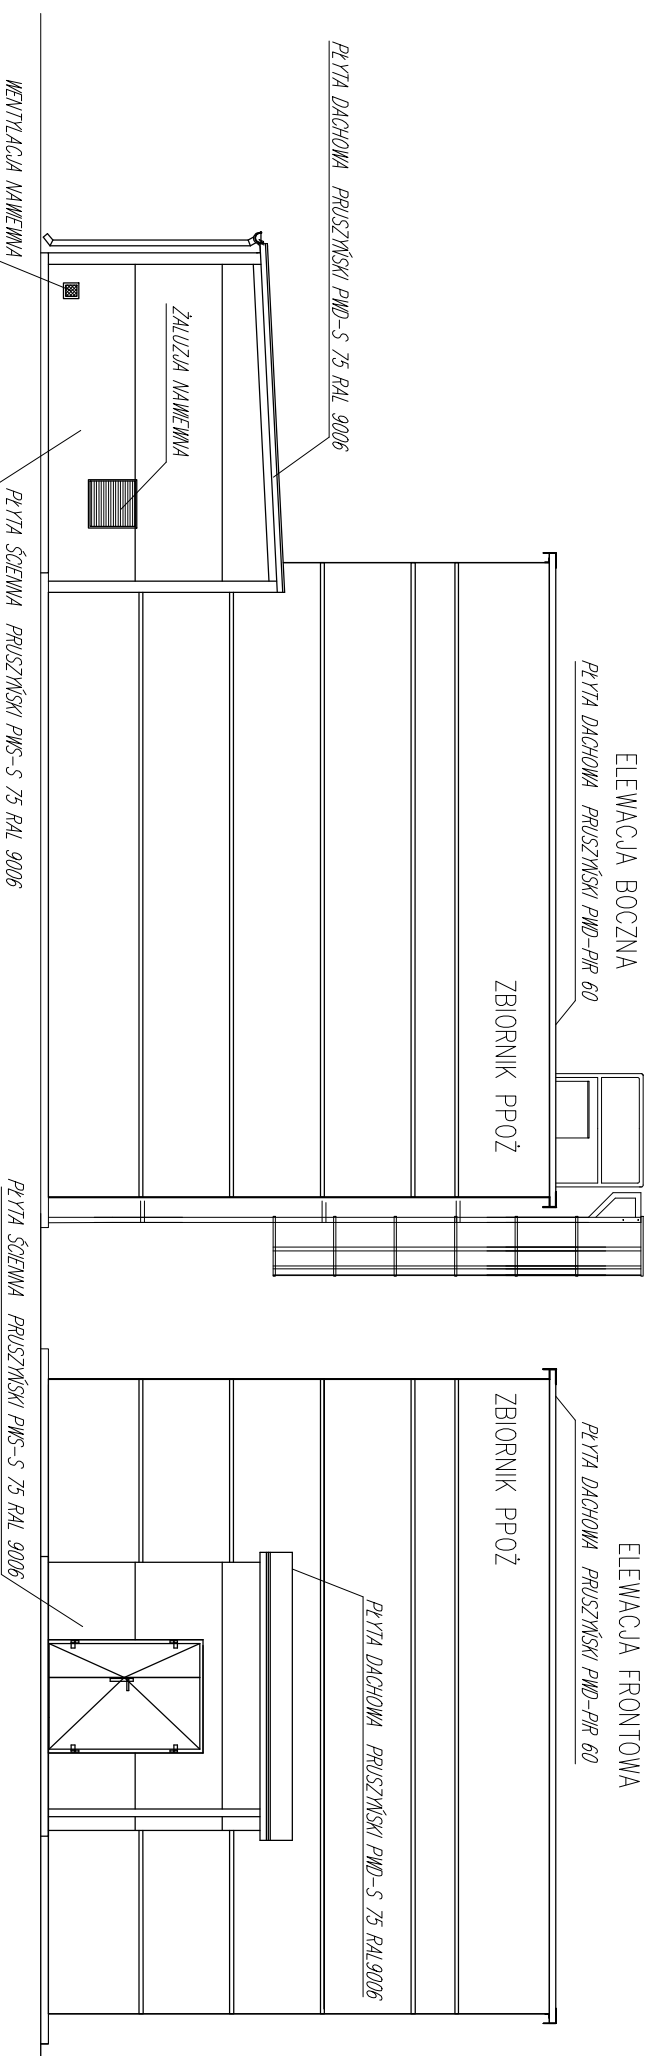 ELEWACJA BOCZNA
PŁYTA DACHOWA PRUSZYŃSKI PWD-PIR 60
PŁYTA DACHOWA PRUSZYŃSKI PWD-S 75 RAL 9006
ZBIORNIK PPOŻ
ŻALUZJA NAWIEWNA
WENTYLACJA NAWIEWNA
PŁYTA ŚCIENNA PRUSZYŃSKI PWS-S 75 RAL 9006
ELEWACJA FRONTOWA
PŁYTA DACHOWA PRUSZYŃSKI PWD-PIR 60
ZBIORNIK PPOŻ
PŁYTA DACHOWA PRUSZYŃSKI PWD-S 75 RAL9006
PŁYTA ŚCIENNA PRUSZYŃSKI PWS-S 75 RAL 9006